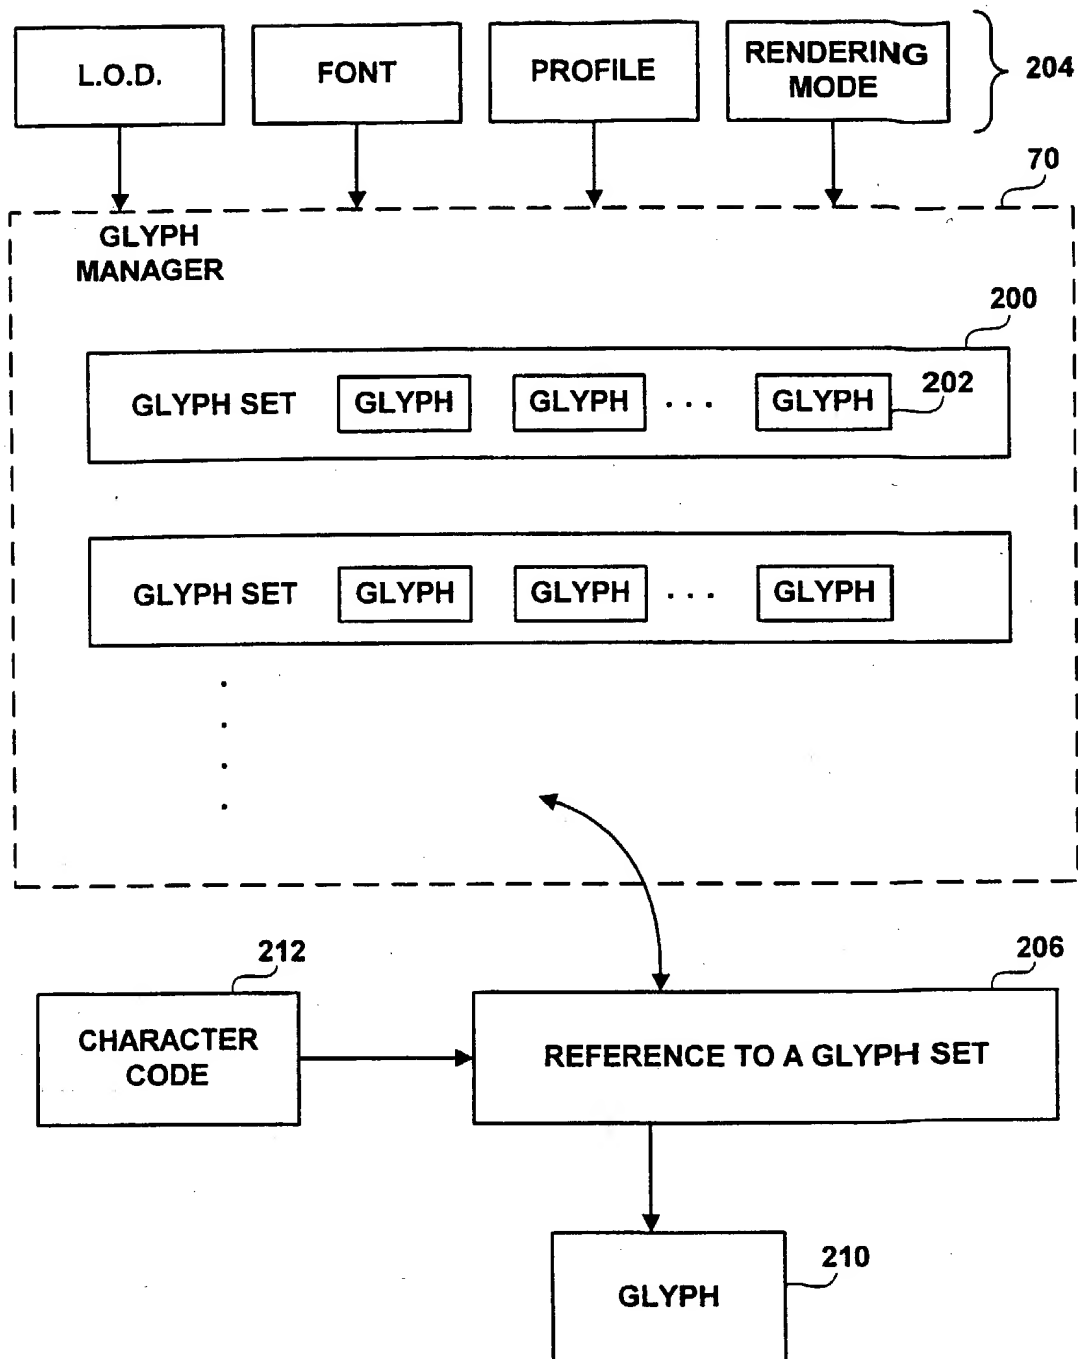 L.O.D.
FONT
PROFILE
RENDERING
MODE
204
70
GLYPH
MANAGER
200
GLYPH SET GLYPH GLYPH . . . GLYPH
202
GLYPH SET GLYPH GLYPH . . . GLYPH
212
206
CHARACTER
CODE
REFERENCE TO A GLYPH SET
210
GLYPH